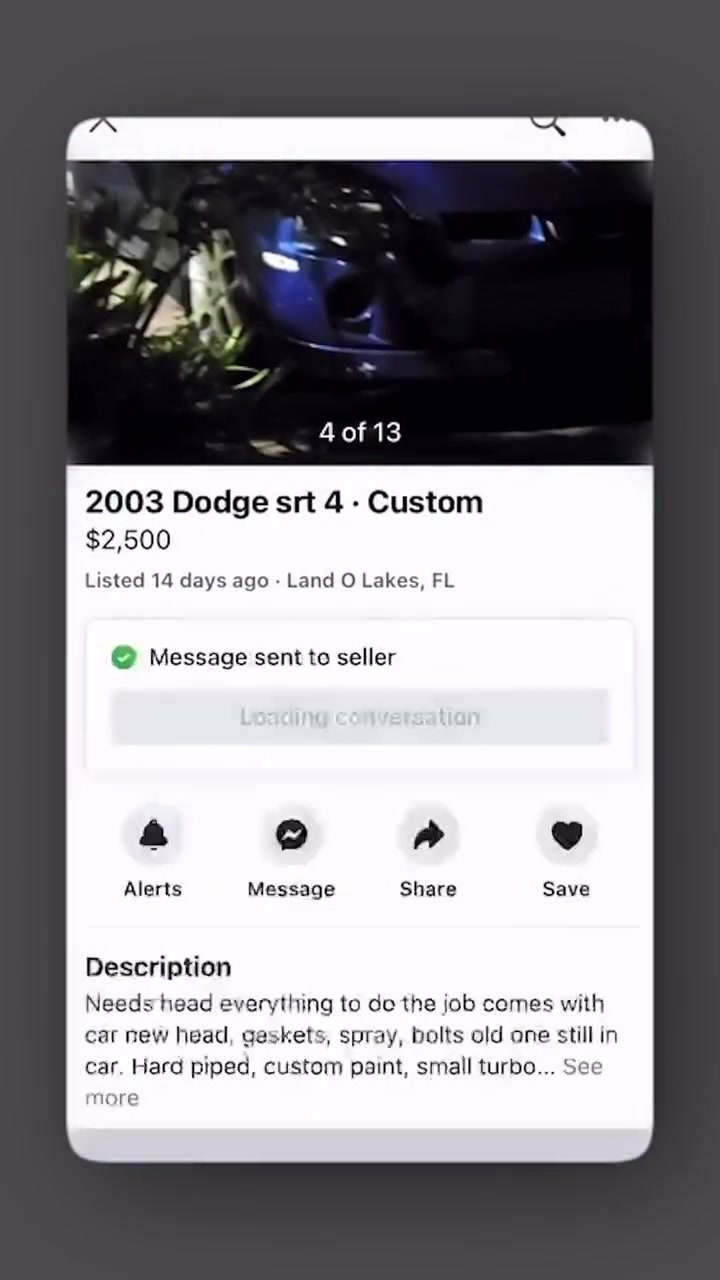 4 of 13
2003 Dodge srt 4 · Custom
$2,500
Listed 14 days ago · Land O Lakes, FL
Message sent to seller
Loading conversation
Alerts Message Share Save
Description
Needs head everything to do the job comes with
car new head, gaskets, spray, bolts old one still in
car. Hard piped, custom paint, small turbo... See
more